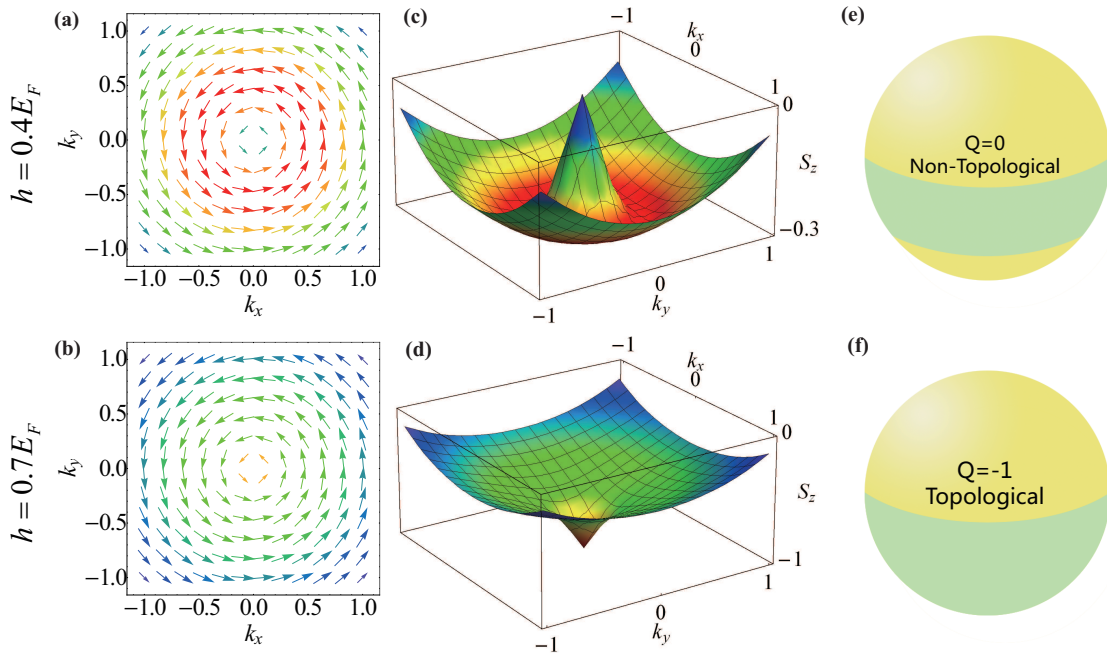 (a)
h = 0.4E_F
k_y
1.0
0.5
0.0
−0.5
−1.0
−1.0 −0.5 0.0 0.5 1.0
k_x
(c)
−1
k_x
0
1
0
S_z
−0.3
1
0
k_y
−1
(e)
Q=0
Non-Topological
(b)
h = 0.7E_F
k_y
1.0
0.5
0.0
−0.5
−1.0
−1.0 −0.5 0.0 0.5 1.0
k_x
(d)
−1
k_x
0
1
0
S_z
−1
1
0
k_y
−1
(f)
Q=-1
Topological